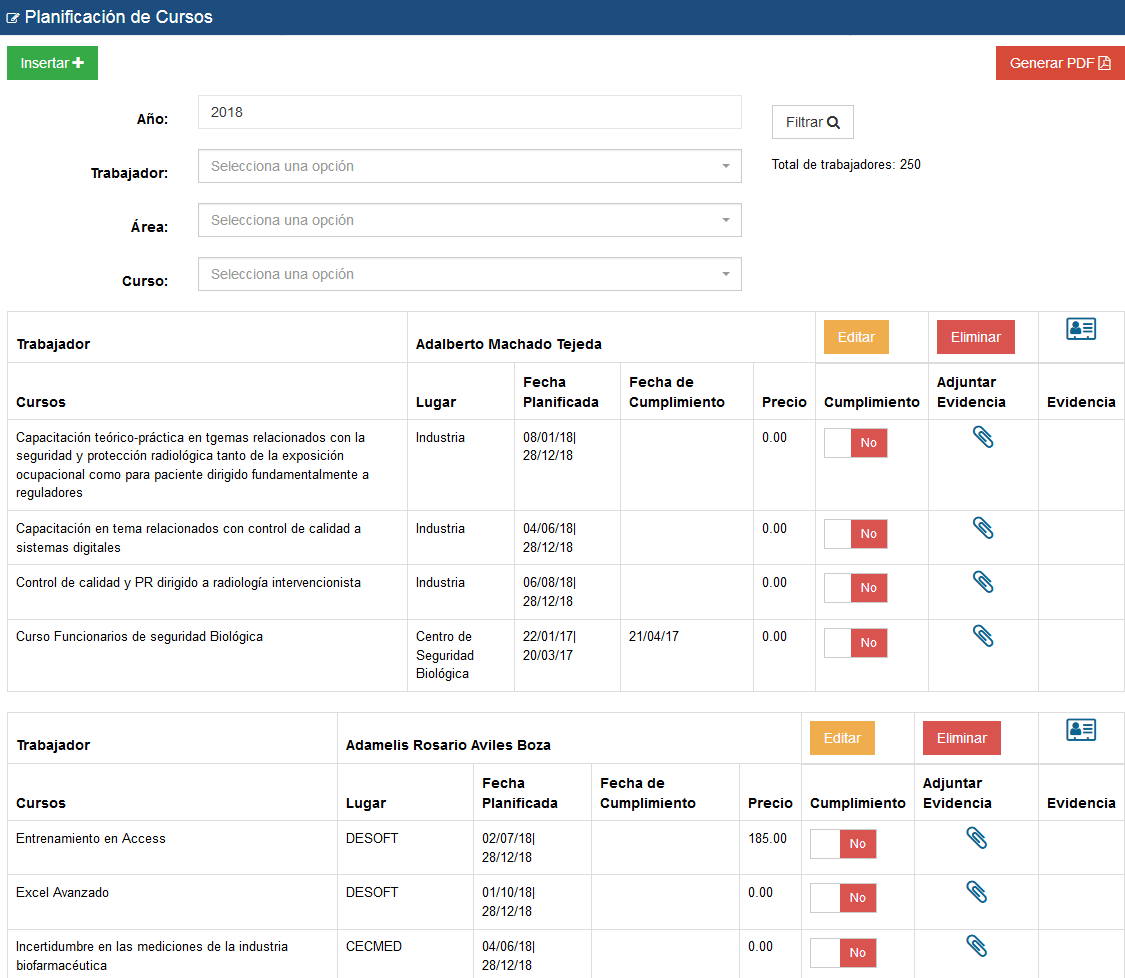 Planificación de Cursos
Insertar
Generar PDF
Año:
2018
Filtrar
Trabajador:
Selecciona una opción
Total de trabajadores: 250
Área:
Selecciona una opción
Curso:
Selecciona una opción
Trabajador
Adalberto Machado Tejeda
Editar
Eliminar
Cursos
Lugar
Fecha
Planificada
Fecha de
Cumplimiento
Precio
Cumplimiento
Adjuntar
Evidencia
Evidencia
Capacitación teórico-práctica en tgemas relacionados con la
seguridad y protección radiológica tanto de la exposición
ocupacional como para paciente dirigido fundamentalmente a
reguladores
Industria
08/01/18|
28/12/18
0.00
No
Capacitación en tema relacionados con control de calidad a
sistemas digitales
Industria
04/06/18|
28/12/18
0.00
No
Control de calidad y PR dirigido a radiología intervencionista
Industria
06/08/18|
28/12/18
0.00
No
Curso Funcionarios de seguridad Biológica
Centro de
Seguridad
Biológica
22/01/17|
20/03/17
21/04/17
0.00
No
Trabajador
Adamelis Rosario Aviles Boza
Editar
Eliminar
Cursos
Lugar
Fecha
Planificada
Fecha de
Cumplimiento
Precio
Cumplimiento
Adjuntar
Evidencia
Evidencia
Entrenamiento en Access
DESOFT
02/07/18|
28/12/18
185.00
No
Excel Avanzado
DESOFT
01/10/18|
28/12/18
0.00
No
Incertidumbre en las mediciones de la industria
biofarmacéutica
CECMED
04/06/18|
28/12/18
0.00
No